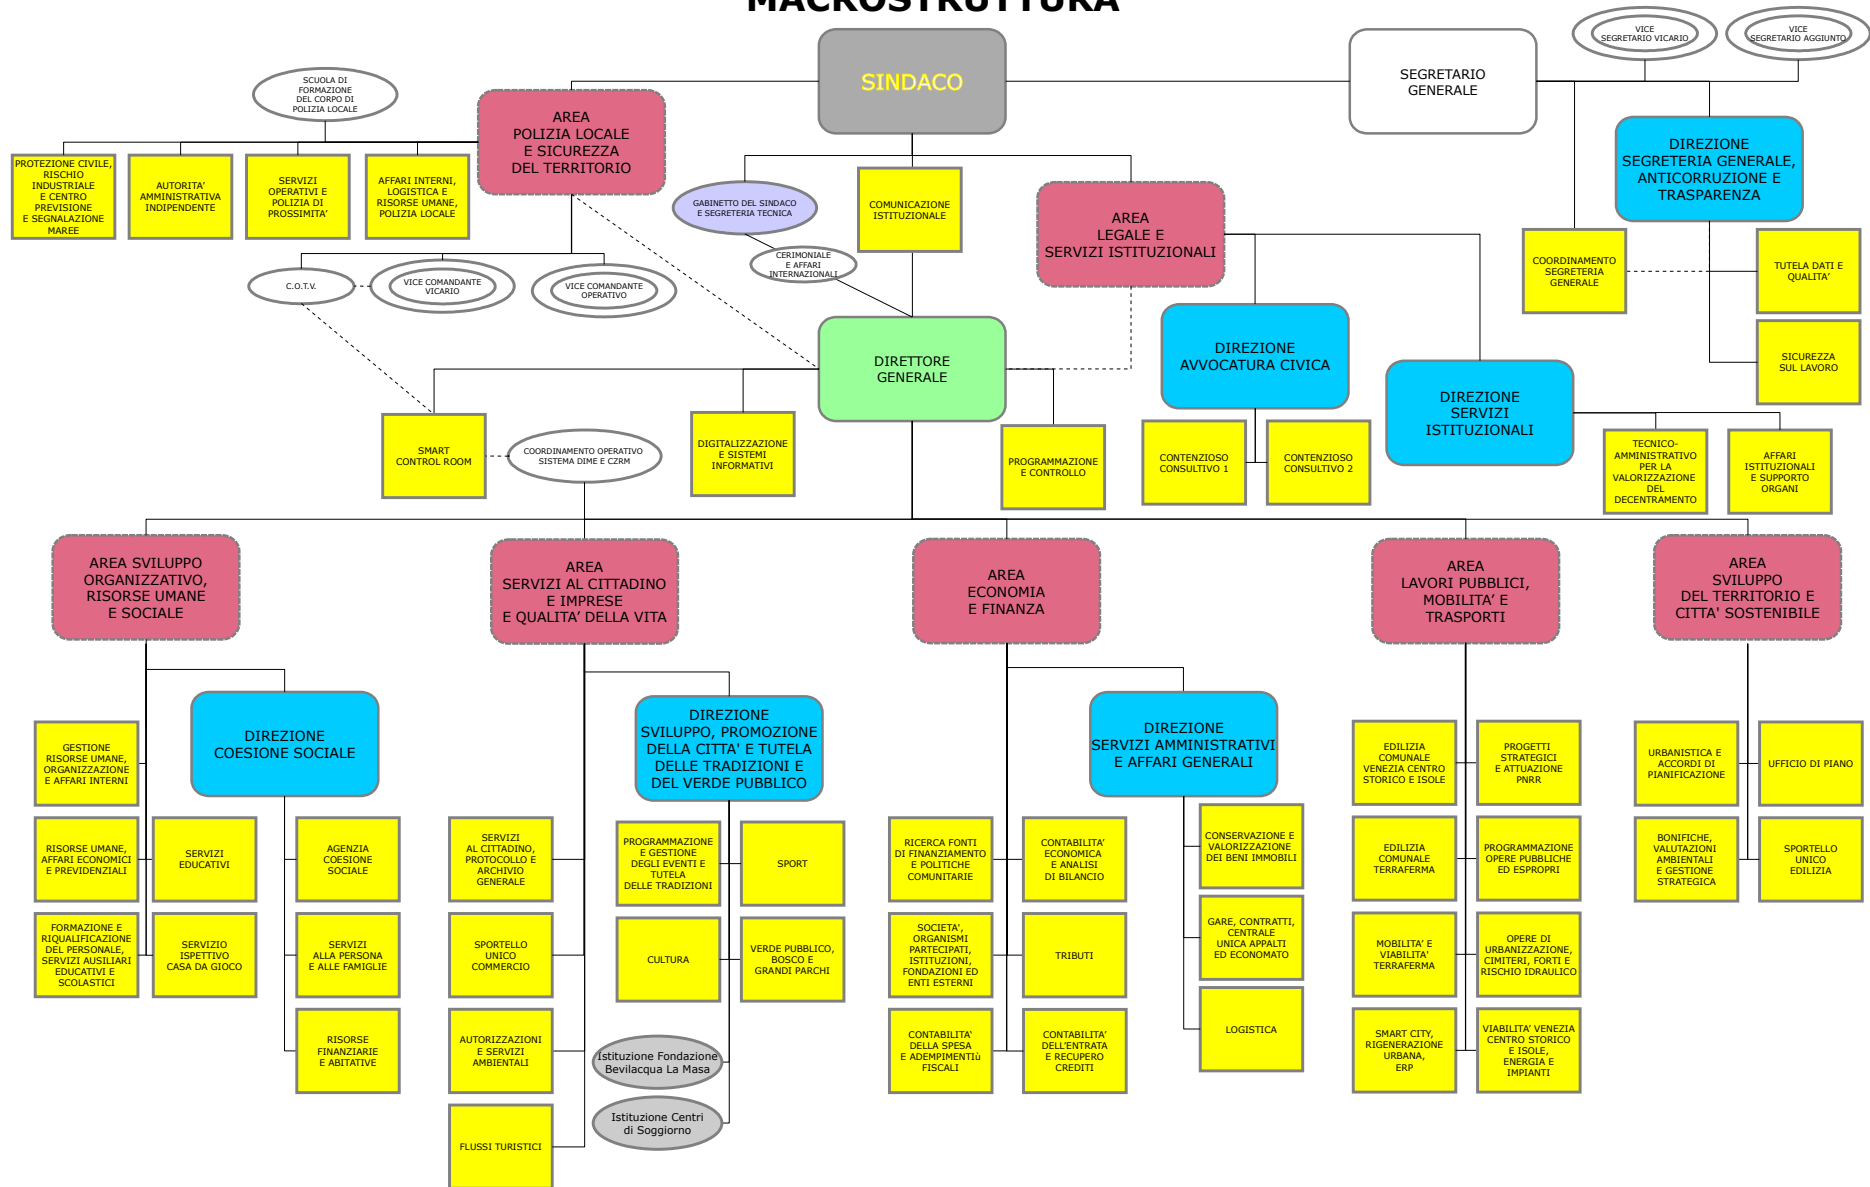 MACROSTRUTTURA
SINDACO
SEGRETARIO
GENERALE
VICE
SEGRETARIO VICARIO
VICE
SEGRETARIO AGGIUNTO
SCUOLA DI
FORMAZIONE
DEL CORPO DI
POLIZIA LOCALE
AREA
POLIZIA LOCALE
E SICUREZZA
DEL TERRITORIO
DIREZIONE
SEGRETERIA GENERALE,
ANTICORRUZIONE E
TRASPARENZA
PROTEZIONE CIVILE,
RISCHIO
INDUSTRIALE
E CENTRO
PREVISIONE
E SEGNALAZIONE
MAREE
AUTORITA’
AMMINISTRATIVA
INDIPENDENTE
SERVIZI
OPERATIVI E
POLIZIA DI
PROSSIMITA’
AFFARI INTERNI,
LOGISTICA E
RISORSE UMANE,
POLIZIA LOCALE
GABINETTO DEL SINDACO
E SEGRETERIA TECNICA
COMUNICAZIONE
ISTITUZIONALE
AREA
LEGALE E
SERVIZI ISTITUZIONALI
CERIMONIALE
E AFFARI
INTERNAZIONALI
COORDINAMENTO
SEGRETERIA
GENERALE
TUTELA DATI E
QUALITA’
C.O.T.V.
VICE COMANDANTE
VICARIO
VICE COMANDANTE
OPERATIVO
DIRETTORE
GENERALE
DIREZIONE
AVVOCATURA CIVICA
SICUREZZA
SUL LAVORO
DIREZIONE
SERVIZI
ISTITUZIONALI
SMART
CONTROL ROOM
COORDINAMENTO OPERATIVO
SISTEMA DIME E CZRM
DIGITALIZZAZIONE
E SISTEMI
INFORMATIVI
PROGRAMMAZIONE
E CONTROLLO
CONTENZIOSO
CONSULTIVO 1
CONTENZIOSO
CONSULTIVO 2
TECNICO-
AMMINISTRATIVO
PER LA
VALORIZZAZIONE
DEL
DECENTRAMENTO
AFFARI
ISTITUZIONALI
E SUPPORTO
ORGANI
AREA SVILUPPO
ORGANIZZATIVO,
RISORSE UMANE
E SOCIALE
AREA
SERVIZI AL CITTADINO
E IMPRESE
E QUALITA’ DELLA VITA
AREA
ECONOMIA
E FINANZA
AREA
LAVORI PUBBLICI,
MOBILITA’ E
TRASPORTI
AREA
SVILUPPO
DEL TERRITORIO E
CITTA' SOSTENIBILE
DIREZIONE
COESIONE SOCIALE
DIREZIONE
SVILUPPO, PROMOZIONE
DELLA CITTA' E TUTELA
DELLE TRADIZIONI E
DEL VERDE PUBBLICO
DIREZIONE
SERVIZI AMMINISTRATIVI
E AFFARI GENERALI
GESTIONE
RISORSE UMANE,
ORGANIZZAZIONE
E AFFARI INTERNI
EDILIZIA
COMUNALE
VENEZIA CENTRO
STORICO E ISOLE
PROGETTI
STRATEGICI
E ATTUAZIONE
PNRR
URBANISTICA E
ACCORDI DI
PIANIFICAZIONE
UFFICIO DI PIANO
RISORSE UMANE,
AFFARI ECONOMICI
E PREVIDENZIALI
SERVIZI
EDUCATIVI
AGENZIA
COESIONE
SOCIALE
SERVIZI
AL CITTADINO,
PROTOCOLLO E
ARCHIVIO
GENERALE
PROGRAMMAZIONE
E GESTIONE
DEGLI EVENTI E
TUTELA
DELLE TRADIZIONI
SPORT
RICERCA FONTI
DI FINANZIAMENTO
E POLITICHE
COMUNITARIE
CONTABILITA’
ECONOMICA
E ANALISI
DI BILANCIO
CONSERVAZIONE E
VALORIZZAZIONE
DEI BENI IMMOBILI
EDILIZIA
COMUNALE
TERRAFERMA
PROGRAMMAZIONE
OPERE PUBBLICHE
ED ESPROPRI
BONIFICHE,
VALUTAZIONI
AMBIENTALI
E GESTIONE
STRATEGICA
SPORTELLO
UNICO
EDILIZIA
FORMAZIONE E
RIQUALIFICAZIONE
DEL PERSONALE,
SERVIZI AUSILIARI
EDUCATIVI E
SCOLASTICI
SERVIZIO
ISPETTIVO
CASA DA GIOCO
SERVIZI
ALLA PERSONA
E ALLE FAMIGLIE
SPORTELLO
UNICO
COMMERCIO
CULTURA
VERDE PUBBLICO,
BOSCO E
GRANDI PARCHI
SOCIETA’,
ORGANISMI
PARTECIPATI,
ISTITUZIONI,
FONDAZIONI ED
ENTI ESTERNI
TRIBUTI
GARE, CONTRATTI,
CENTRALE
UNICA APPALTI
ED ECONOMATO
MOBILITA’ E
VIABILITA’
TERRAFERMA
OPERE DI
URBANIZZAZIONE,
CIMITERI, FORTI E
RISCHIO IDRAULICO
RISORSE
FINANZIARIE
E ABITATIVE
AUTORIZZAZIONI
E SERVIZI
AMBIENTALI
Istituzione Fondazione
Bevilacqua La Masa
CONTABILITA’
DELLA SPESA
E ADEMPIMENTIù
FISCALI
CONTABILITA’
DELL’ENTRATA
E RECUPERO
CREDITI
LOGISTICA
SMART CITY,
RIGENERAZIONE
URBANA,
ERP
VIABILITA’ VENEZIA
CENTRO STORICO
E ISOLE,
ENERGIA E
IMPIANTI
Istituzione Centri
di Soggiorno
FLUSSI TURISTICI